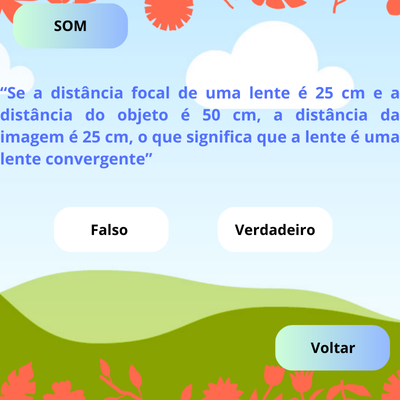 SOM
“Se a distância focal de uma lente é 25 cm e a
distância do objeto é 50 cm, a distância da
imagem é 25 cm, o que significa que a lente é uma
lente convergente”
Falso
Verdadeiro
Voltar